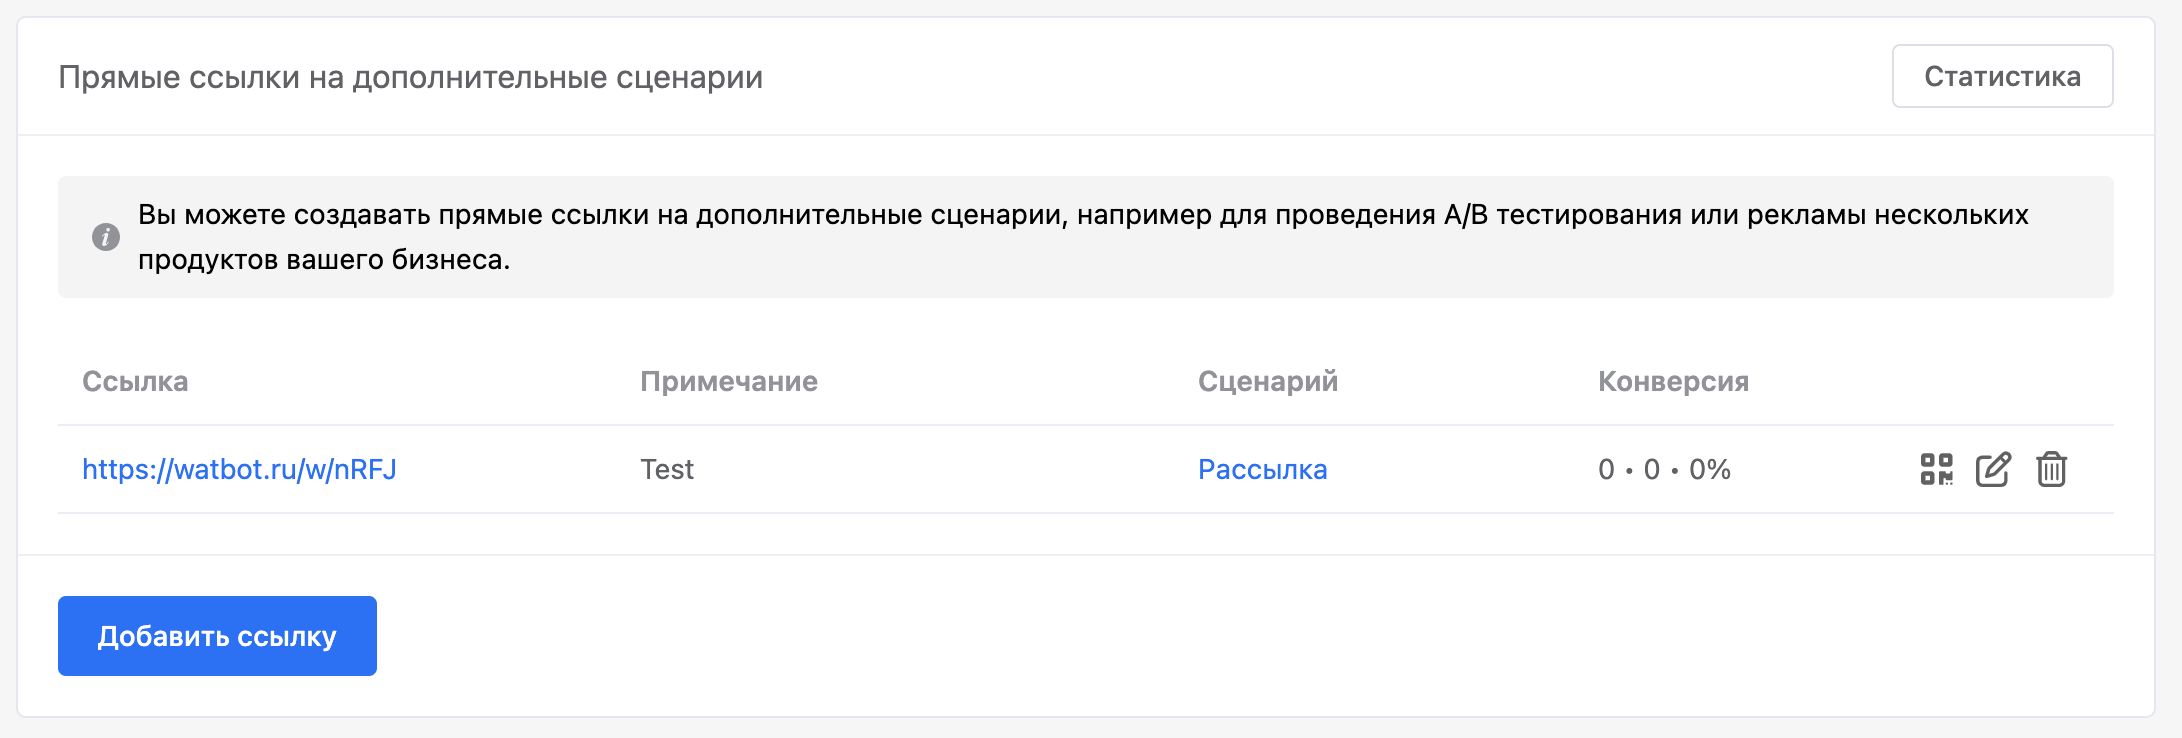 Прямые ссылки на дополнительные сценарии
Статистика
Вы можете создавать прямые ссылки на дополнительные сценарии, например для проведения A/B тестирования или рекламы нескольких
продуктов вашего бизнеса.
Ссылка Примечание Сценарий Конверсия
https://watbot.ru/w/nRFJ Test Рассылка 0 • 0 • 0%
Добавить ссылку